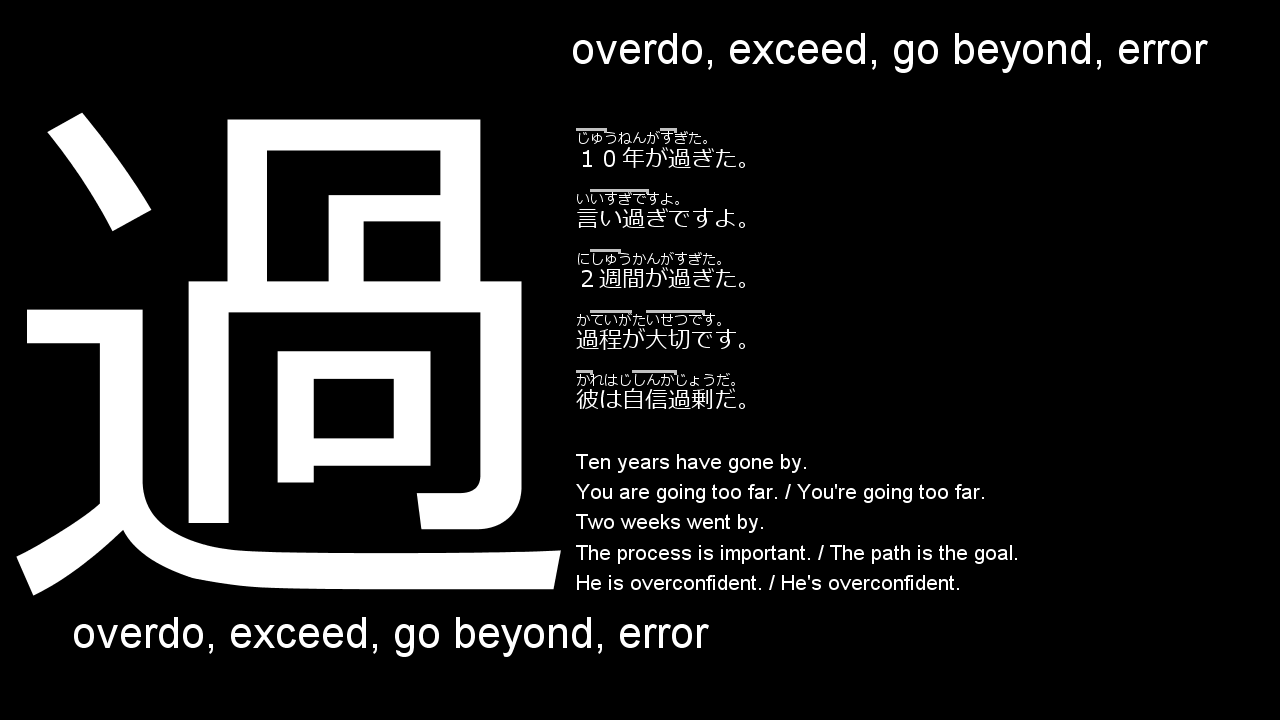 overdo, exceed, go beyond, error
過
じゅうねんがすぎた。
１０年が過ぎた。
いいすぎですよ。
言い過ぎですよ。
にしゅうかんがすぎた。
２週間が過ぎた。
かていがたいせつです。
過程が大切です。
かれはじしんかじょうだ。
彼は自信過剰だ。
Ten years have gone by.
You are going too far. / You're going too far.
Two weeks went by.
The process is important. / The path is the goal.
He is overconfident. / He's overconfident.
overdo, exceed, go beyond, error